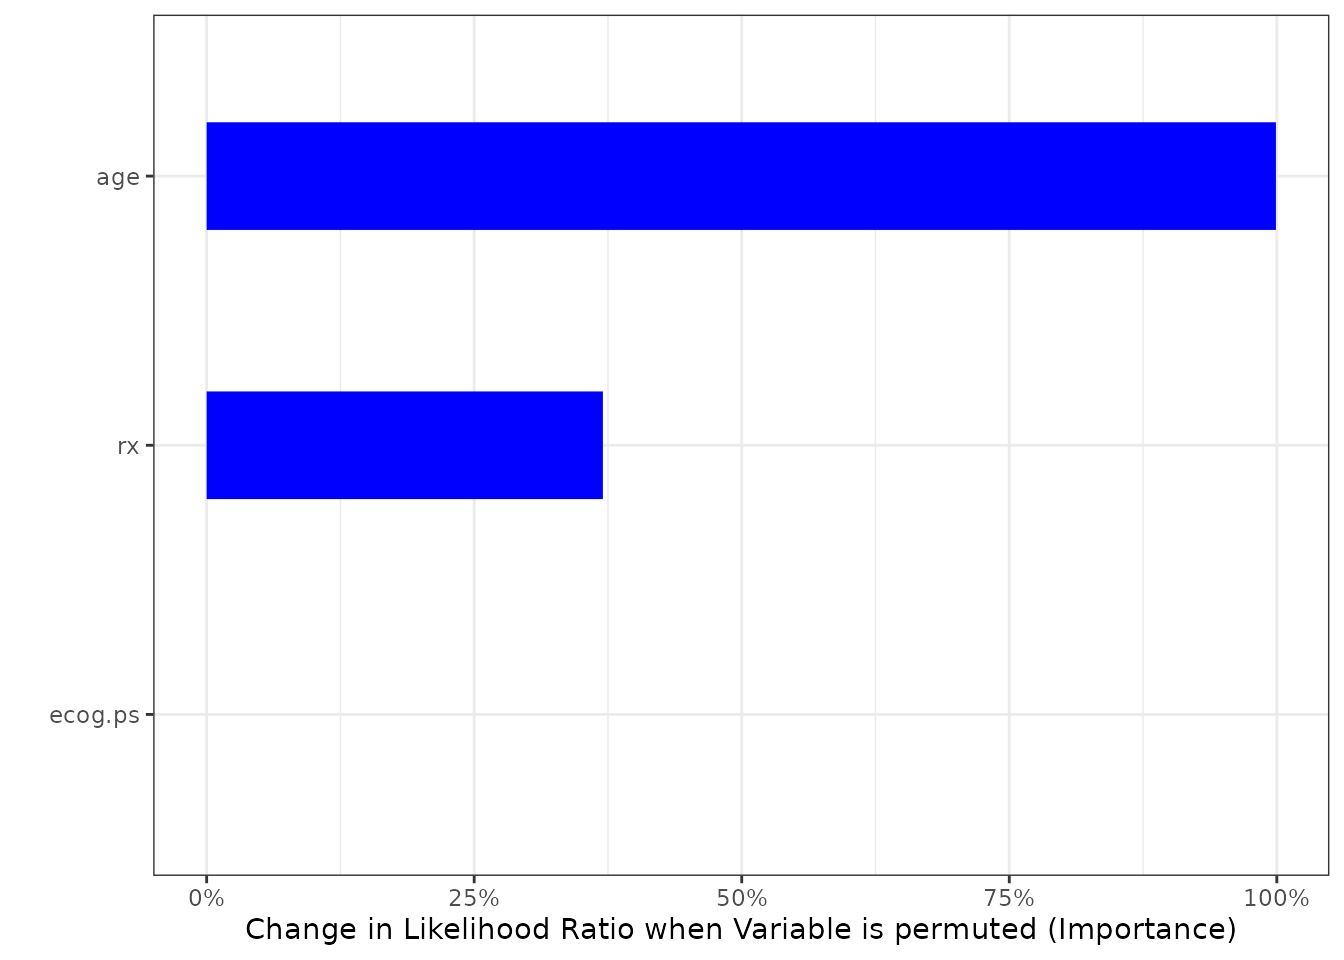 age
rx
ecog.ps
0% 25% 50% 75% 100%
Change in Likelihood Ratio when Variable is permuted (Importance)